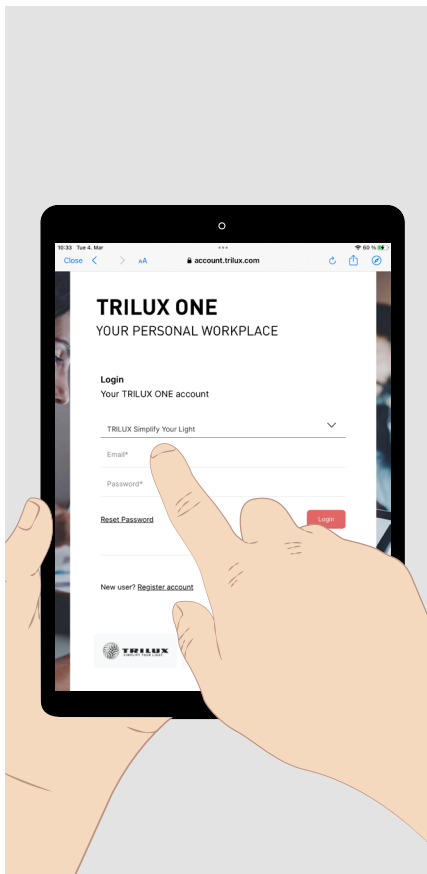 10:33 Tue 4. Mar
60 %
Close
AA
account.trilux.com
TRILUX ONE
YOUR PERSONAL WORKPLACE
Login
Your TRILUX ONE account
TRILUX Simplify Your Light
Email*
Password*
Reset Password
Login
New user? Register account
TRILUX
SIMPLIFY YOUR LIGHT